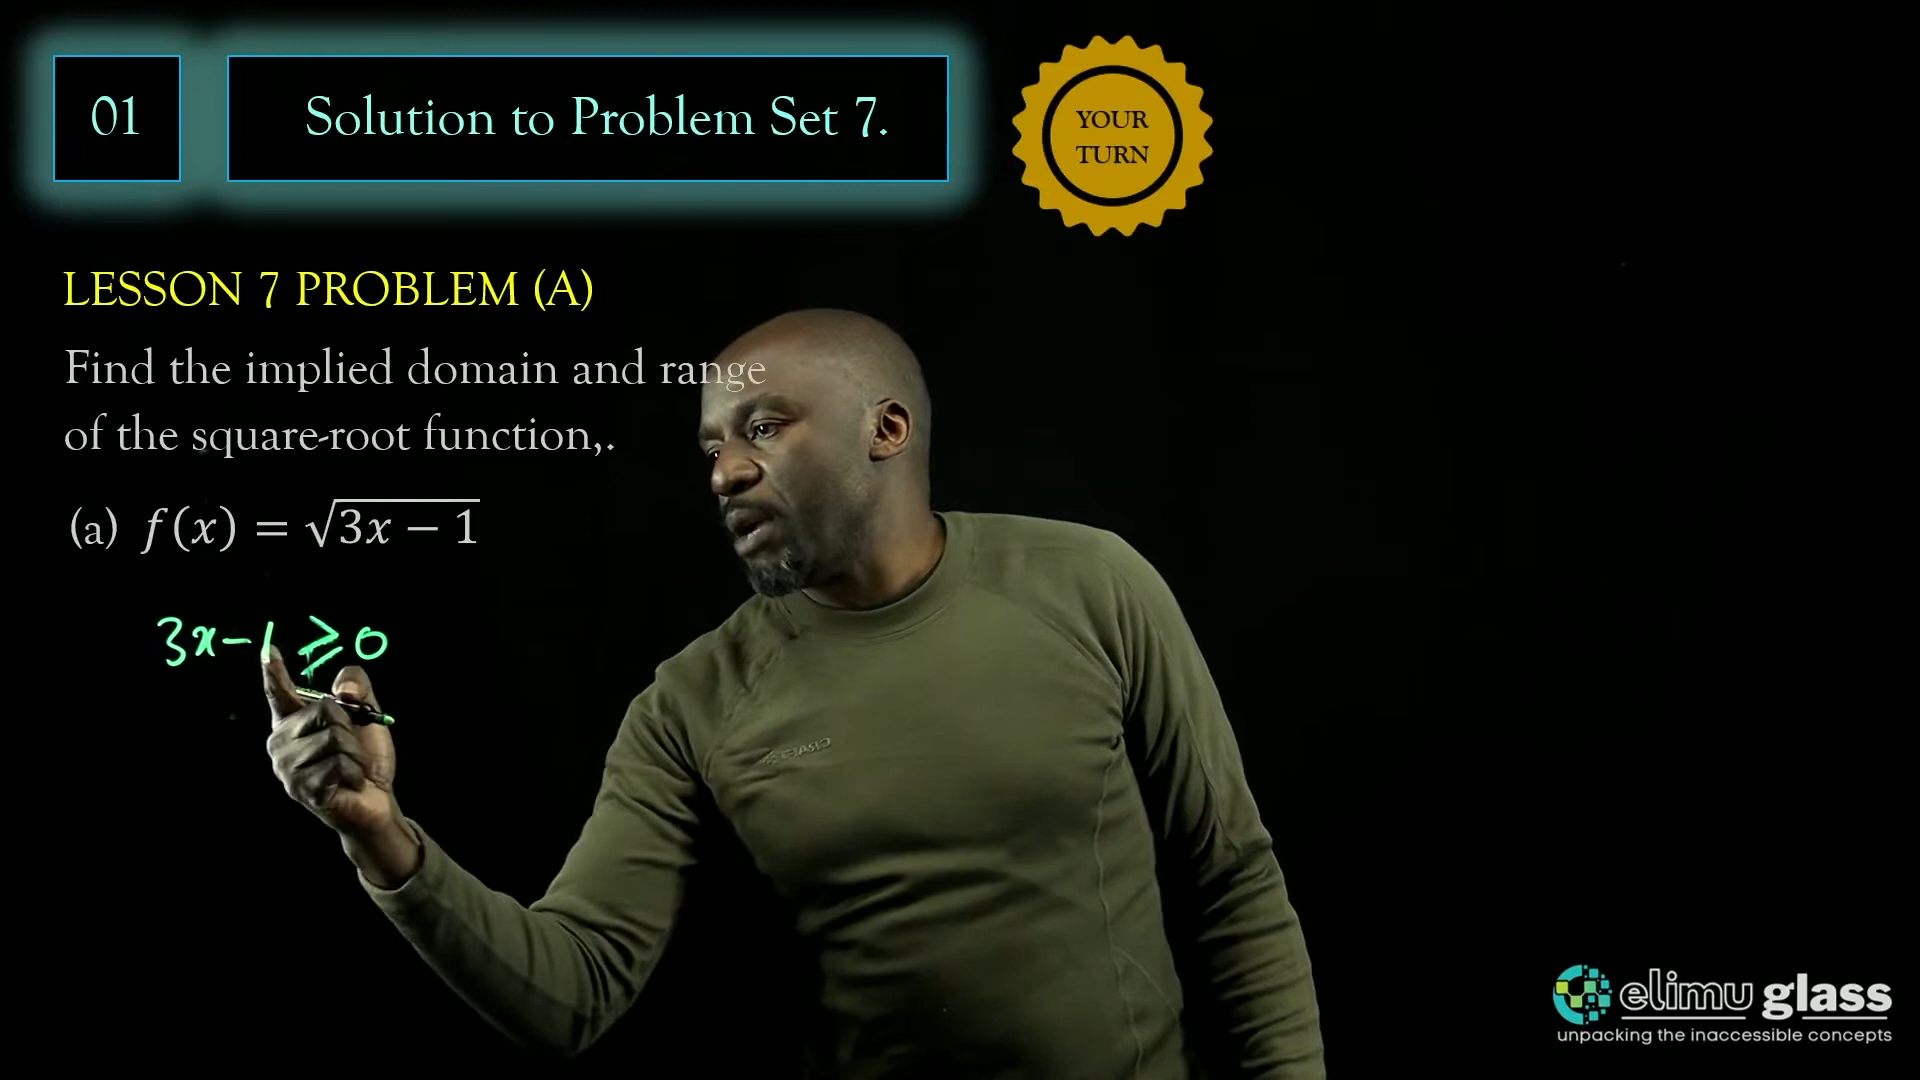 01
Solution to Problem Set 7.
YOUR
TURN
LESSON 7 PROBLEM (A)
Find the implied domain and range
of the square-root function,.
(a) f(x) = √3x − 1
3x-1 ⩾ 0
CRAFT
elimu glass
unpacking the inaccessible concepts